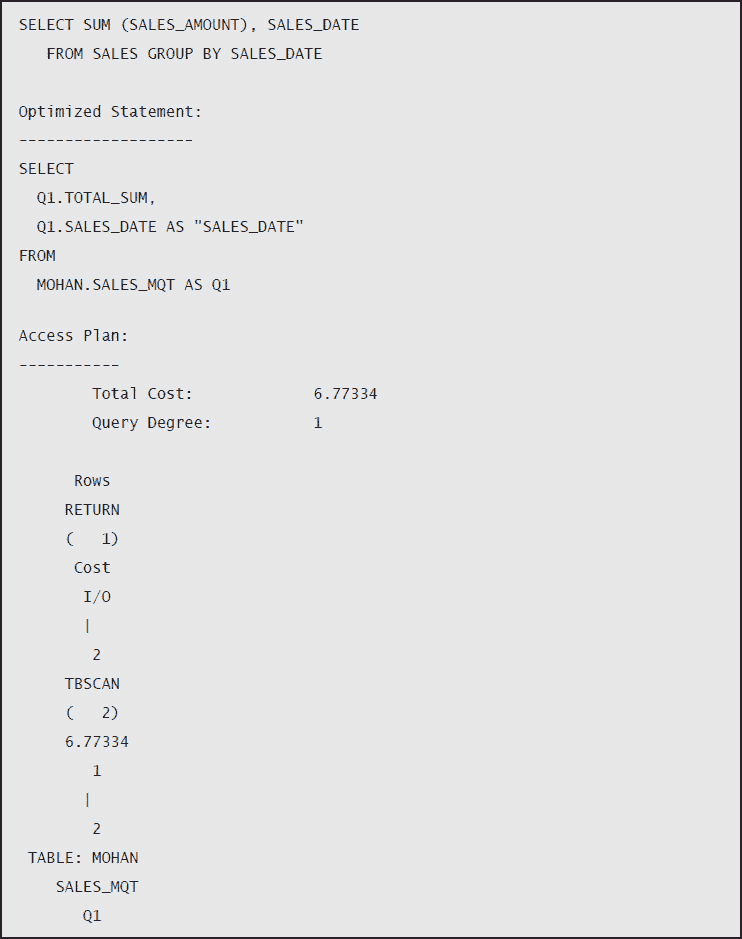 SELECT SUM (SALES_AMOUNT), SALES_DATE
FROM SALES GROUP BY SALES_DATE
Optimized Statement:
-------------------
SELECT
Q1.TOTAL_SUM,
Q1.SALES_DATE AS "SALES_DATE"
FROM
MOHAN.SALES_MQT AS Q1
Access Plan:
-----------
Total Cost: 6.77334
Query Degree: 1
Rows
RETURN
( 1)
Cost
I/O
|
2
TBSCAN
( 2)
6.77334
1
|
2
TABLE: MOHAN
SALES_MQT
Q1